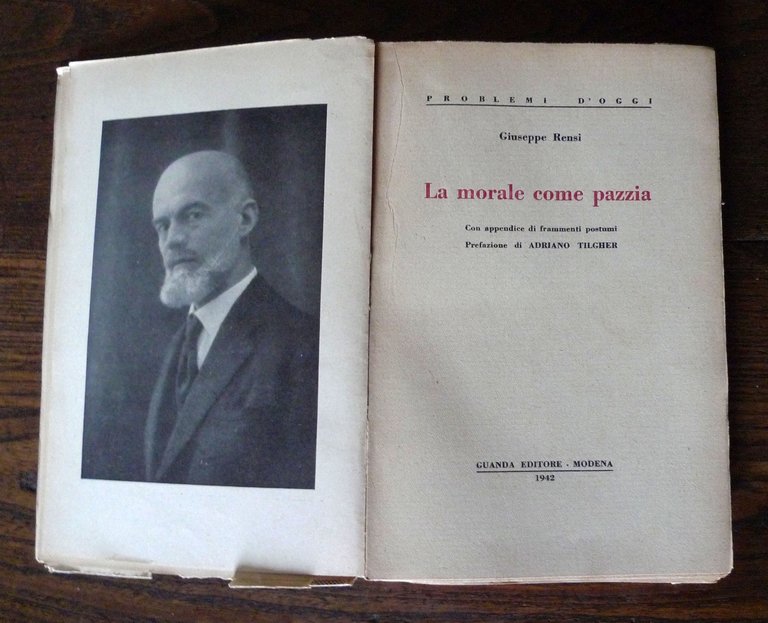 PROBLEMI D'OGGI
Giuseppe Rensi
La morale come pazzia
Con appendice di frammenti postumi
Prefazione di ADRIANO TILGHER
GUANDA EDITORE - MODENA
1942